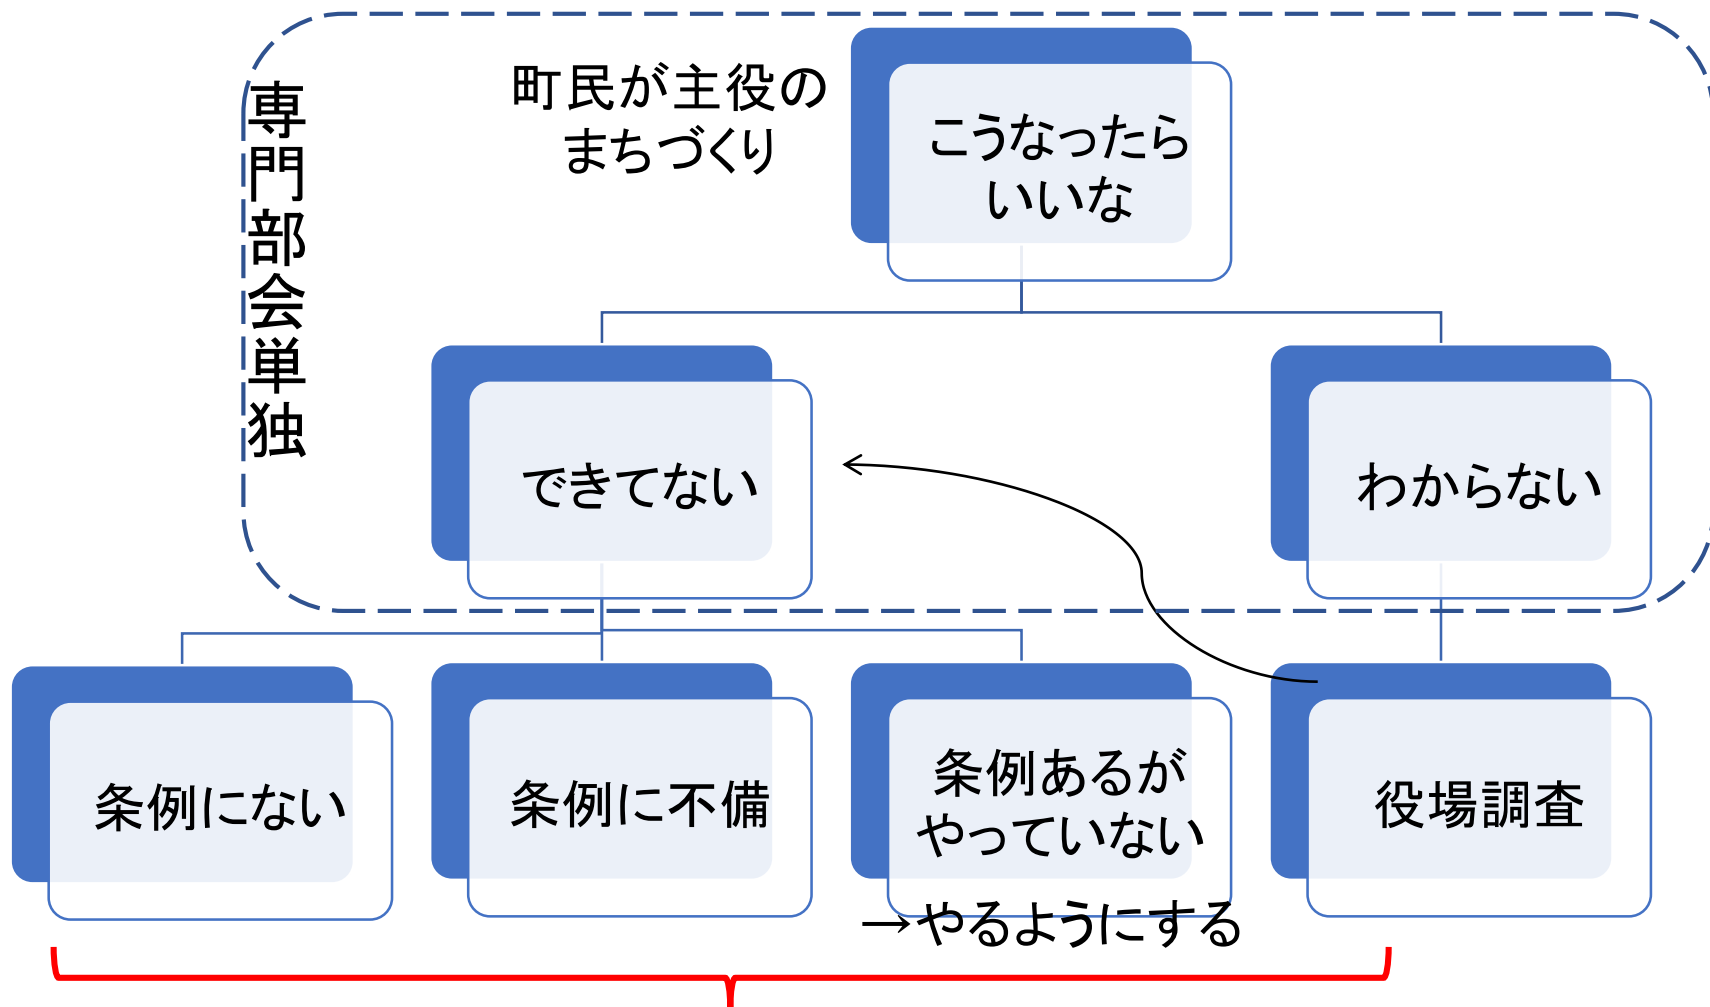 専門部会単独
町民が主役の
まちづくり
こうなったら
いいな
できてない
わからない
条例にない
条例に不備
条例あるが
やっていない
→やるようにする
役場調査